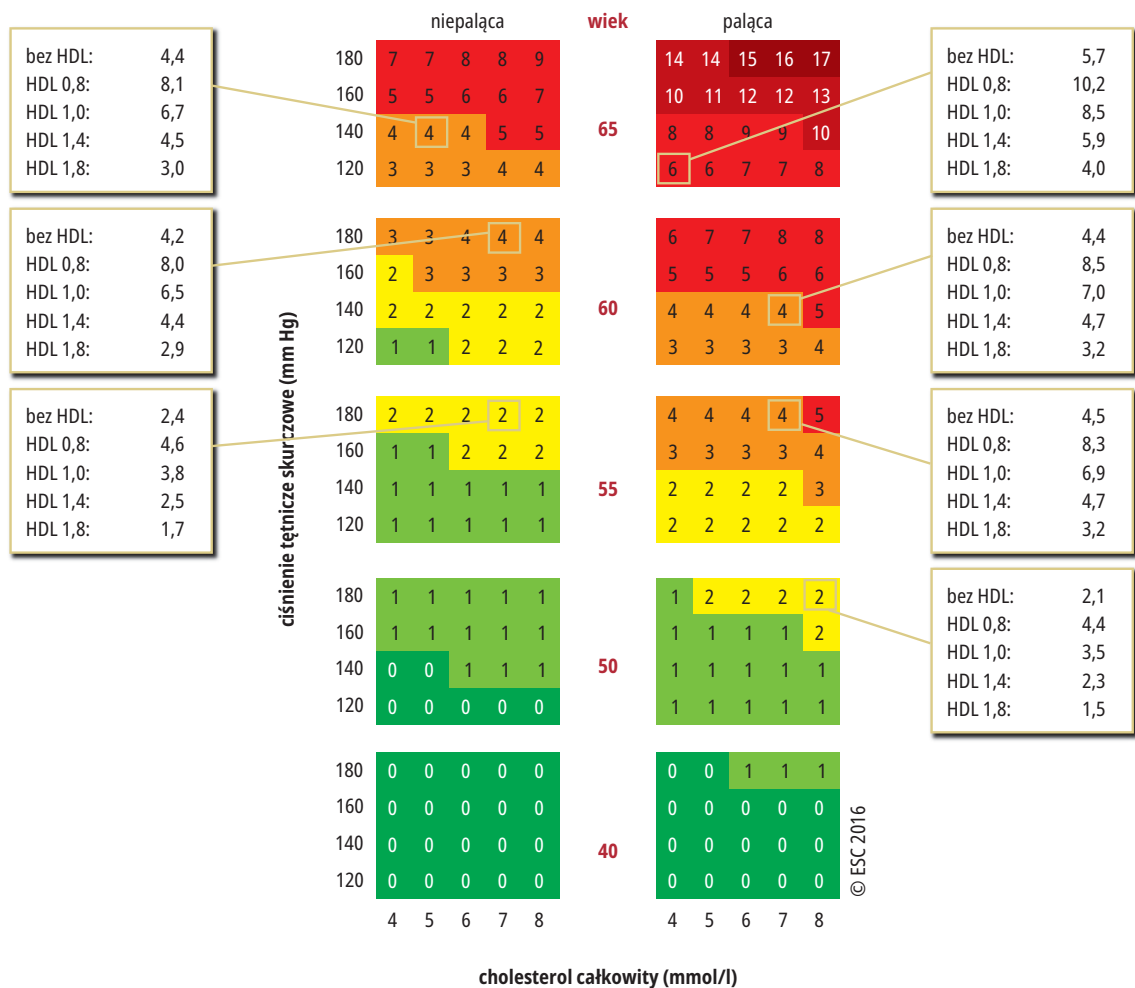 niepaląca wiek paląca
bez HDL: 4,4
HDL 0,8: 8,1
HDL 1,0: 6,7
HDL 1,4: 4,5
HDL 1,8: 3,0
180 7 7 8 8 9
160 5 5 6 6 7
140 4 4 4 5 5
120 3 3 3 4 4
65
14 14 15 16 17
10 11 12 12 13
8 8 9 9 10
6 6 7 7 8
bez HDL: 5,7
HDL 0,8: 10,2
HDL 1,0: 8,5
HDL 1,4: 5,9
HDL 1,8: 4,0
bez HDL: 4,2
HDL 0,8: 8,0
HDL 1,0: 6,5
HDL 1,4: 4,4
HDL 1,8: 2,9
180 3 3 4 4 4
160 2 3 3 3 3
140 2 2 2 2 2
120 1 1 2 2 2
60
6 7 7 8 8
5 5 5 6 6
4 4 4 4 5
3 3 3 3 4
bez HDL: 4,4
HDL 0,8: 8,5
HDL 1,0: 7,0
HDL 1,4: 4,7
HDL 1,8: 3,2
bez HDL: 2,4
HDL 0,8: 4,6
HDL 1,0: 3,8
HDL 1,4: 2,5
HDL 1,8: 1,7
ciśnienie tętnicze skurczowe (mm Hg)
180 2 2 2 2 2
160 1 1 2 2 2
140 1 1 1 1 1
120 1 1 1 1 1
55
4 4 4 4 5
3 3 3 3 4
2 2 2 2 3
2 2 2 2 2
bez HDL: 4,5
HDL 0,8: 8,3
HDL 1,0: 6,9
HDL 1,4: 4,7
HDL 1,8: 3,2
180 1 1 1 1 1
160 1 1 1 1 1
140 0 0 1 1 1
120 0 0 0 0 0
50
1 2 2 2 2
1 1 1 1 2
1 1 1 1 1
1 1 1 1 1
bez HDL: 2,1
HDL 0,8: 4,4
HDL 1,0: 3,5
HDL 1,4: 2,3
HDL 1,8: 1,5
180 0 0 0 0 0
160 0 0 0 0 0
140 0 0 0 0 0
120 0 0 0 0 0
40
0 0 1 1 1
0 0 0 0 0
0 0 0 0 0
0 0 0 0 0
© ESC 2016
4 5 6 7 8
4 5 6 7 8
cholesterol całkowity (mmol/l)